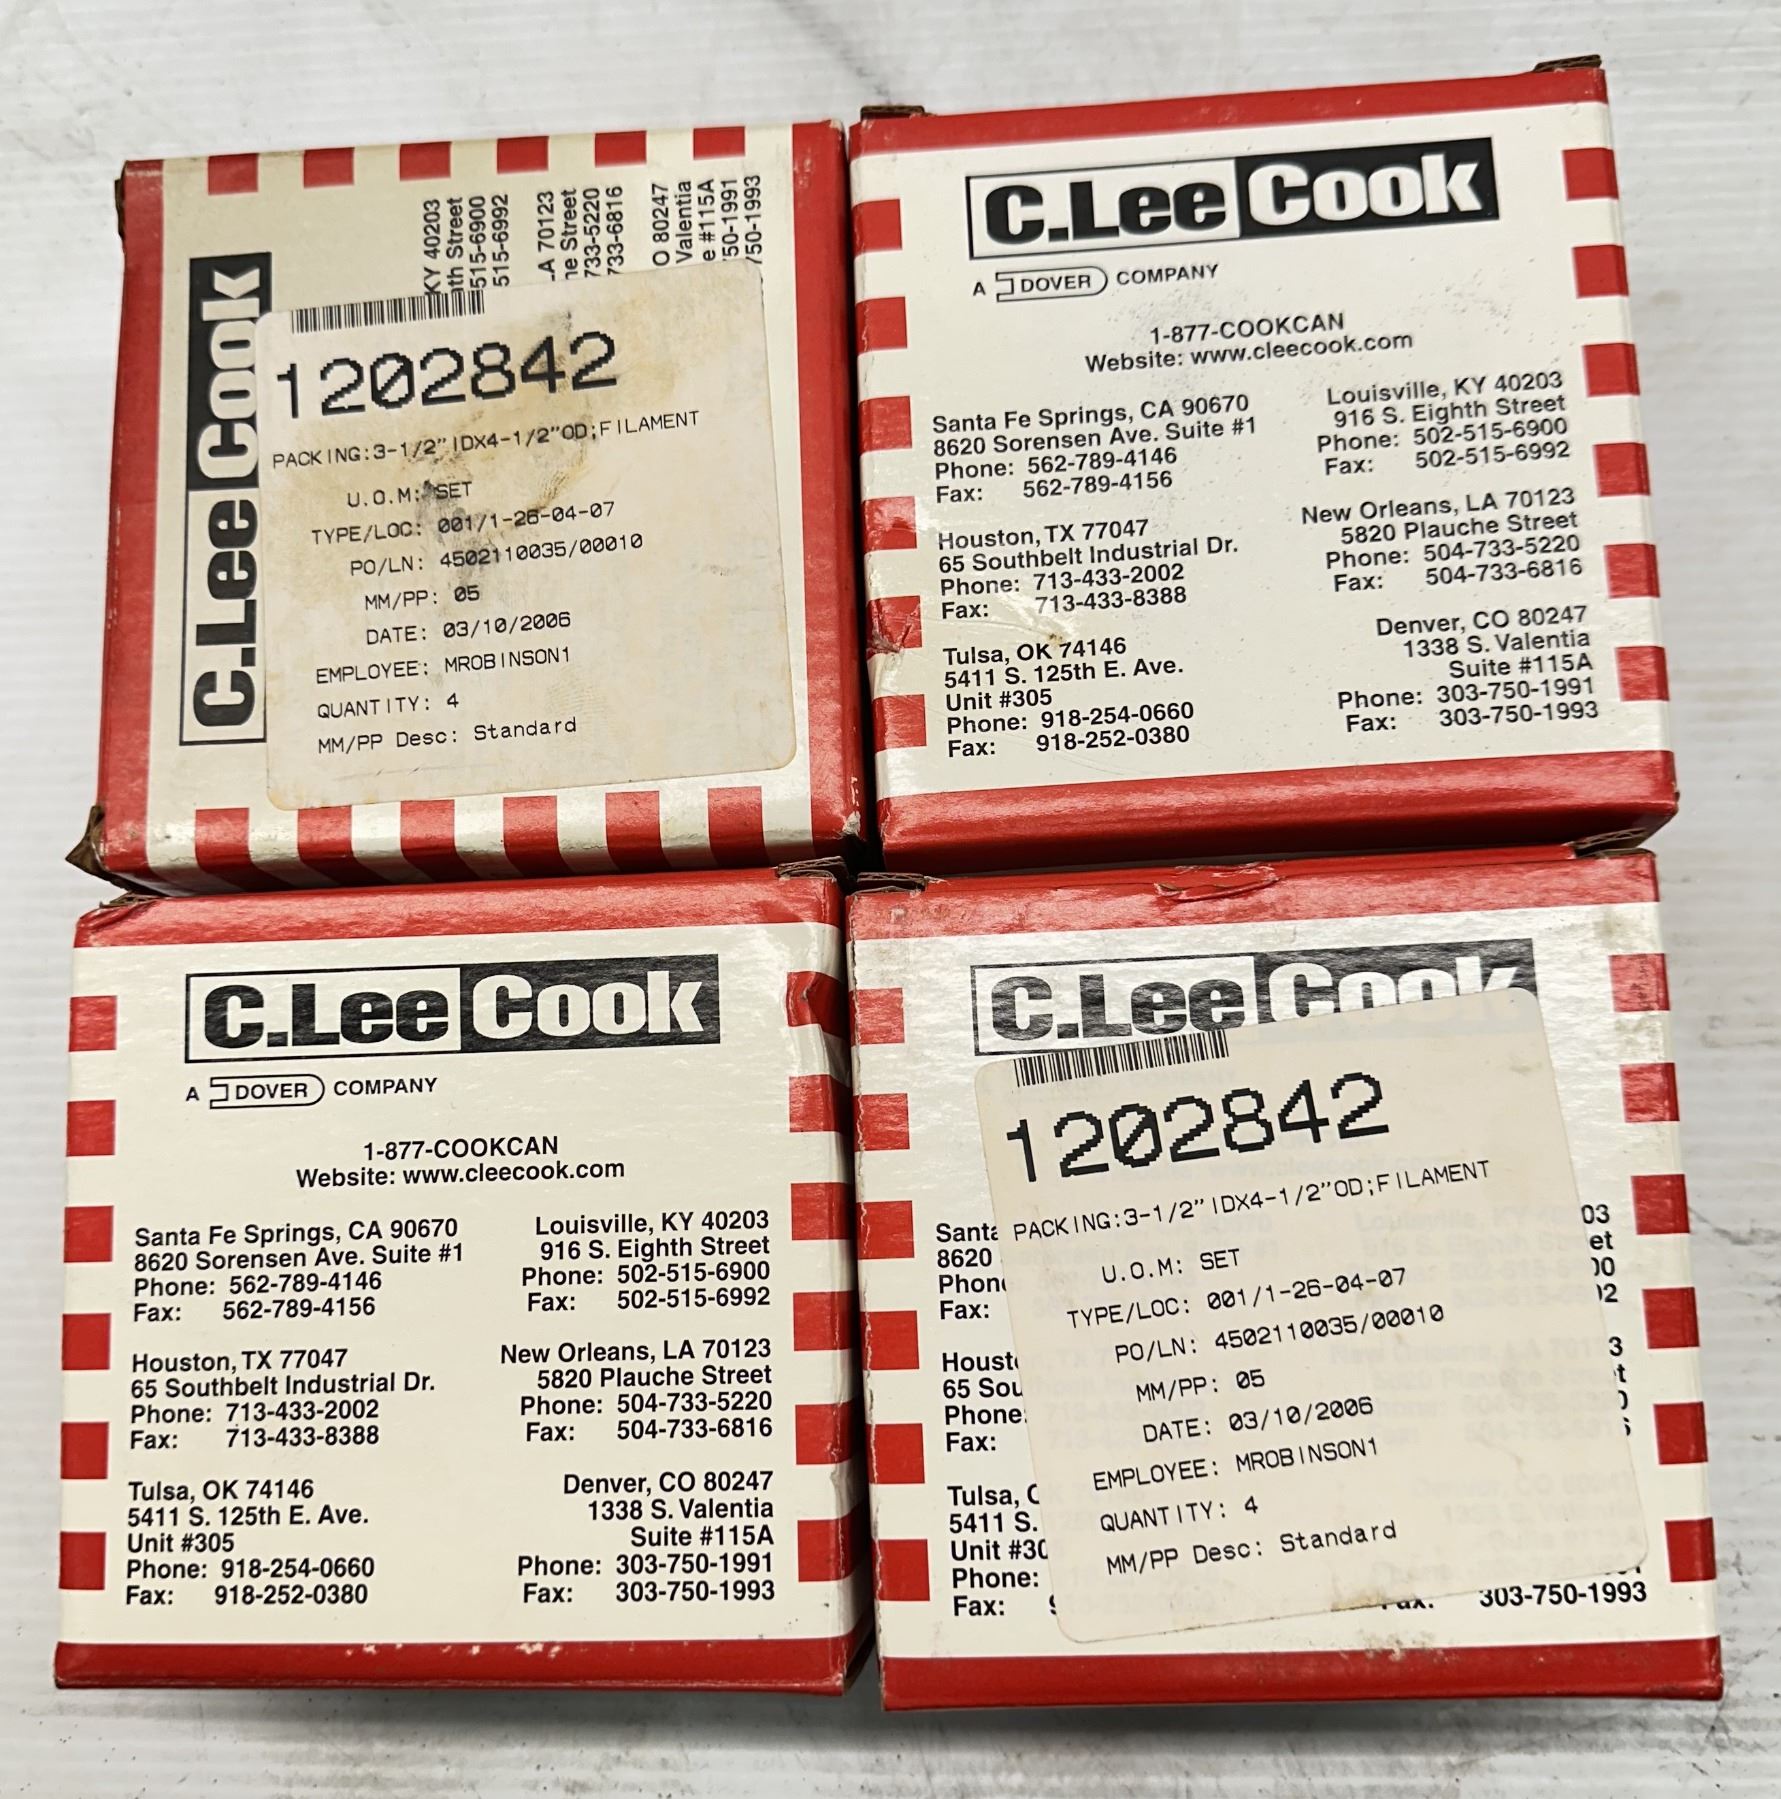 C.Lee Cook
KY 40203
515-6900
515-6992
A 70123
733-5220
733-6816
O 80247
Valentia
#115A
750-1991
750-1993
1202842
PACKING:3-1/2"IDX4-1/2"OD;FILAMENT
U.O.M: SET
TYPE/LOC: 001/1-26-04-07
PO/LN: 4502110035/00010
MM/PP: 05
DATE: 03/10/2006
EMPLOYEE: MROBINSON1
QUANTITY: 4
MM/PP Desc: Standard
C.Lee Cook
A DOVER COMPANY
1-877-COOKCAN
Website: www.cleecook.com
Santa Fe Springs, CA 90670
8620 Sorensen Ave. Suite #1
Phone: 562-789-4146
Fax: 562-789-4156
Houston, TX 77047
65 Southbelt Industrial Dr.
Phone: 713-433-2002
Fax: 713-433-8388
Tulsa, OK 74146
5411 S. 125th E. Ave.
Unit #305
Phone: 918-254-0660
Fax: 918-252-0380
Louisville, KY 40203
916 S. Eighth Street
Phone: 502-515-6900
Fax: 502-515-6992
New Orleans, LA 70123
5820 Plauche Street
Phone: 504-733-5220
Fax: 504-733-6816
Denver, CO 80247
1338 S. Valentia
Suite #115A
Phone: 303-750-1991
Fax: 303-750-1993
C.Lee Cook
A DOVER COMPANY
1-877-COOKCAN
Website: www.cleecook.com
Santa Fe Springs, CA 90670
8620 Sorensen Ave. Suite #1
Phone: 562-789-4146
Fax: 562-789-4156
Houston, TX 77047
65 Southbelt Industrial Dr.
Phone: 713-433-2002
Fax: 713-433-8388
Tulsa, OK 74146
5411 S. 125th E. Ave.
Unit #305
Phone: 918-254-0660
Fax: 918-252-0380
Louisville, KY 40203
916 S. Eighth Street
Phone: 502-515-6900
Fax: 502-515-6992
New Orleans, LA 70123
5820 Plauche Street
Phone: 504-733-5220
Fax: 504-733-6816
Denver, CO 80247
1338 S. Valentia
Suite #115A
Phone: 303-750-1991
Fax: 303-750-1993
C.Lee Cook
1202842
PACKING:3-1/2"IDX4-1/2"OD;FILAMENT
U.O.M: SET
TYPE/LOC: 001/1-26-04-07
PO/LN: 4502110035/00010
MM/PP: 05
DATE: 03/10/2006
EMPLOYEE: MROBINSON1
QUANTITY: 4
MM/PP Desc: Standard
Santa
8620
Phone
Fax:
Houst
65 Sou
Phone:
Fax:
Tulsa,
5411 S.
Unit #30
Phone:
Fax:
303-750-1993